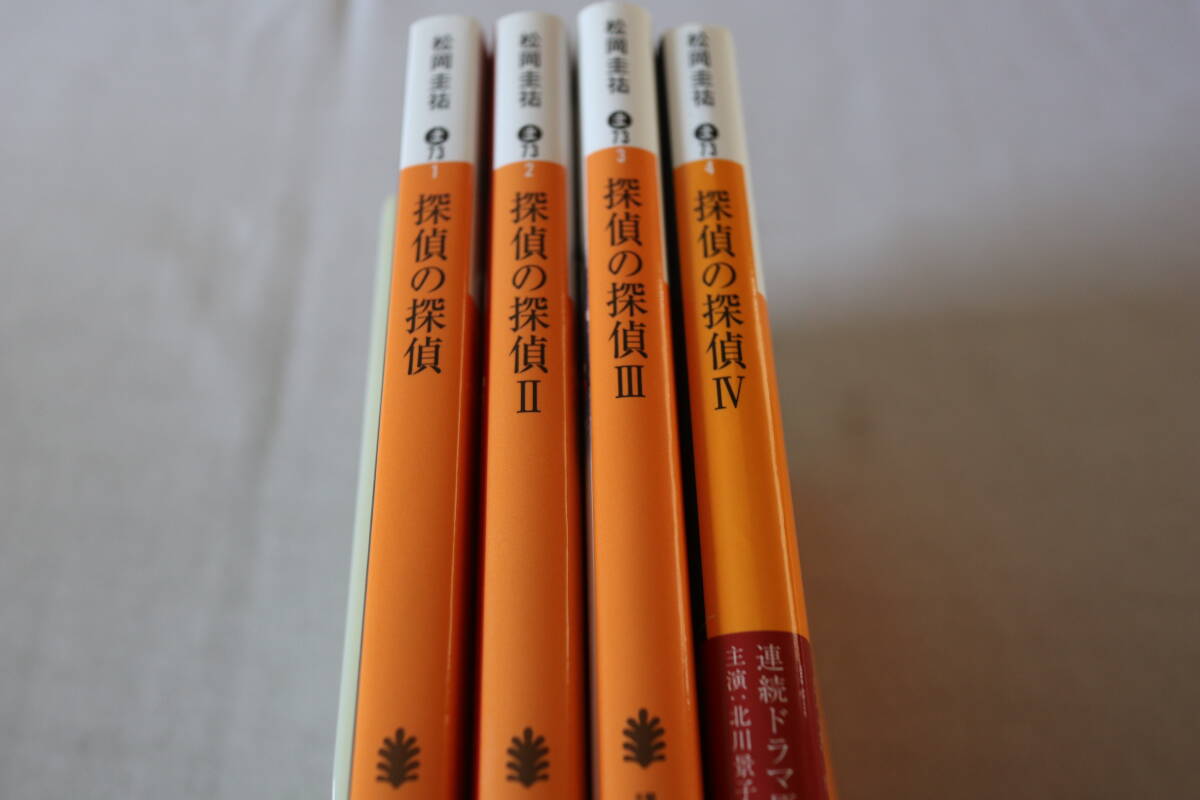 松岡圭祐
ま
73
1
探偵の探偵
松岡圭祐
ま
73
2
探偵の探偵Ⅱ
松岡圭祐
ま
73
3
探偵の探偵Ⅲ
松岡圭祐
ま
73
4
探偵の探偵Ⅳ
連続ドラマ
主演：北川景子